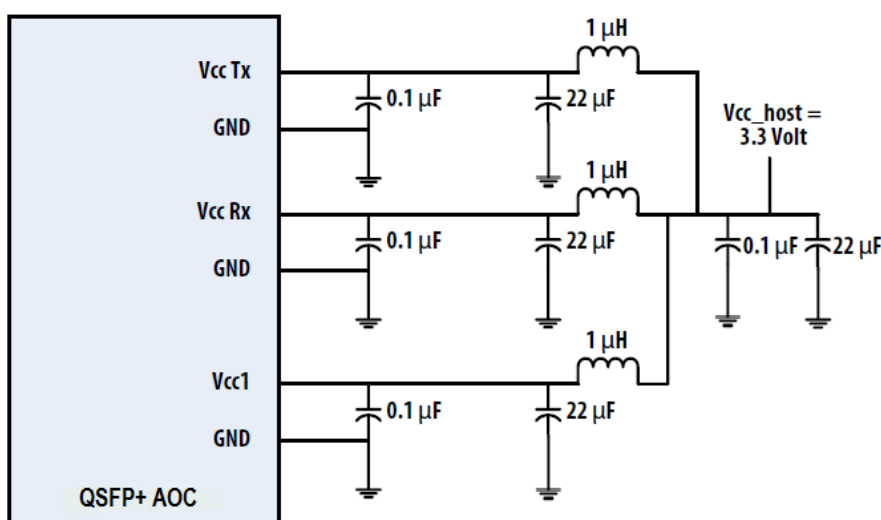 1 µH
Vcc Tx
0.1 µF
22 µF
Vcc_host =
3.3 Volt
GND
1 µH
Vcc Rx
0.1 µF
22 µF
0.1 µF
22 µF
GND
1 µH
Vcc1
0.1 µF
22 µF
GND
QSFP+ AOC